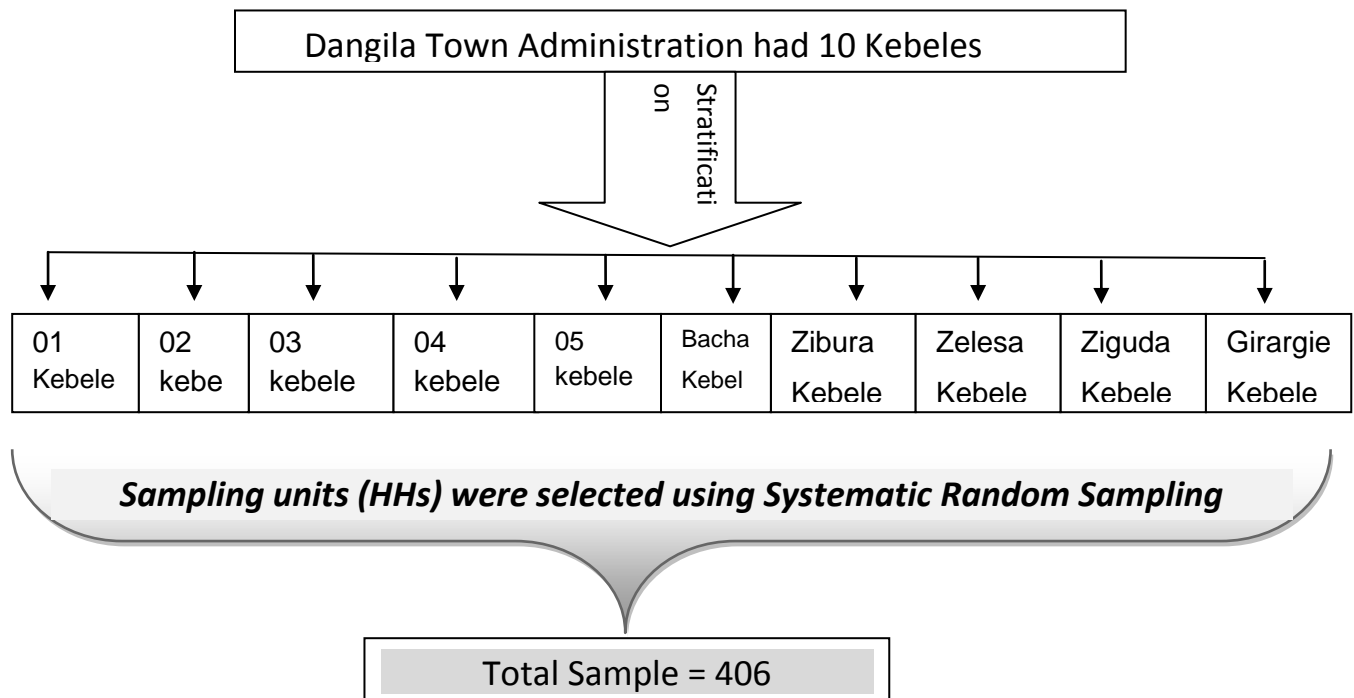 Dangila Town Administration had 10 Kebeles
Stratificati
on
01
Kebele
02
kebe
03
kebele
04
kebele
05
kebele
Bacha
Kebel
Zibura
Kebele
Zelesa
Kebele
Ziguda
Kebele
Girargie
Kebele
Sampling units (HHs) were selected using Systematic Random Sampling
Total Sample = 406